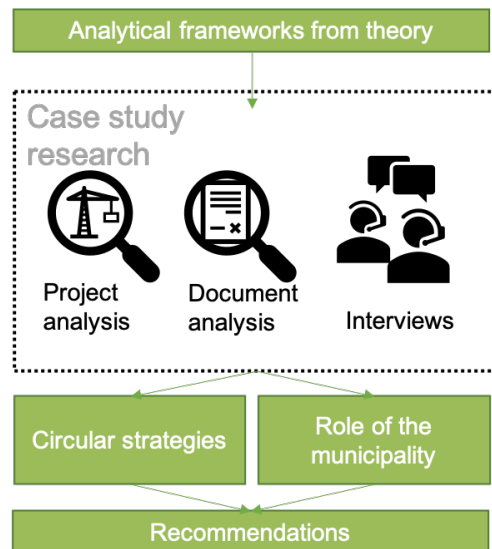 Analytical frameworks from theory
Case study
research
Project
analysis
Document
analysis
Interviews
Circular strategies
Role of the
municipality
Recommendations